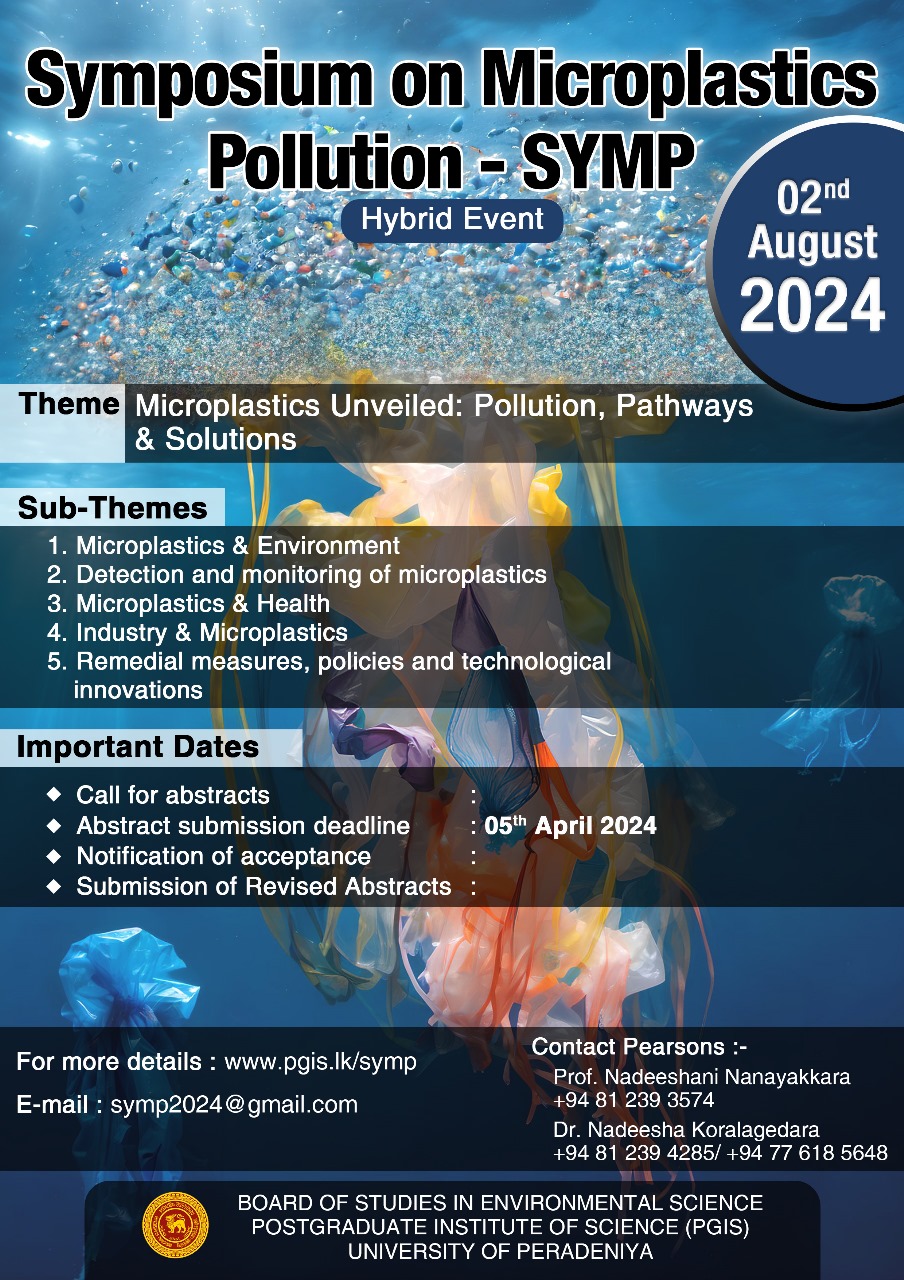 Symposium on Microplastics
Pollution - SYMP
Hybrid Event
02nd
August
2024
Theme
Microplastics Unveiled: Pollution, Pathways
& Solutions
Sub-Themes
1. Microplastics & Environment
2. Detection and monitoring of microplastics
3. Microplastics & Health
4. Industry & Microplastics
5. Remedial measures, policies and technological
innovations
Important Dates
❖ Call for abstracts :
❖ Abstract submission deadline : 05th April 2024
❖ Notification of acceptance :
❖ Submission of Revised Abstracts :
For more details : www.pgis.lk/symp
E-mail : symp2024@gmail.com
Contact Pearsons :-
Prof. Nadeeshani Nanayakkara
+94 81 239 3574
Dr. Nadeesha Koralagedara
+94 81 239 4285/ +94 77 618 5648
BOARD OF STUDIES IN ENVIRONMENTAL SCIENCE
POSTGRADUATE INSTITUTE OF SCIENCE (PGIS)
UNIVERSITY OF PERADENIYA